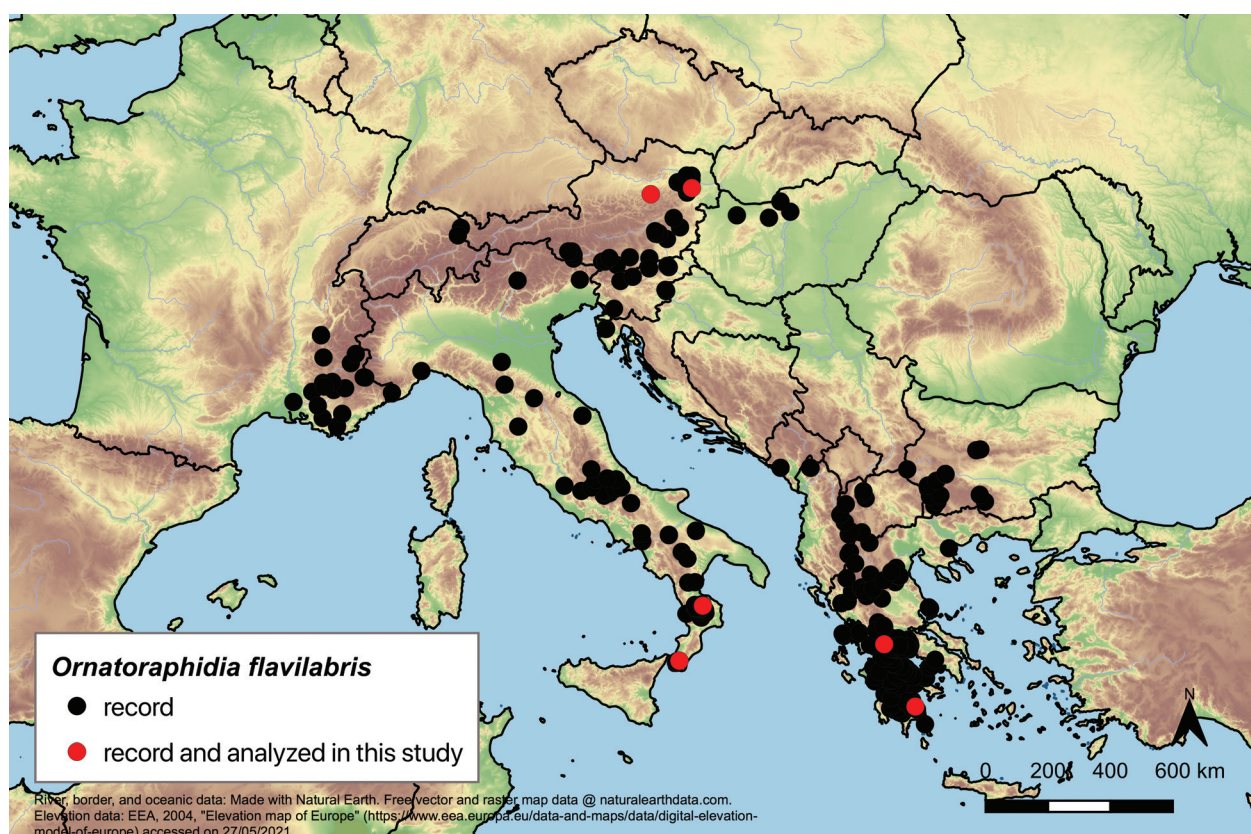 N
0 200 400 600 km
Ornatoraphidia flavilabris
record
record and analyzed in this study
River, border, and oceanic data: Made with Natural Earth. Free vector and raster map data @ naturalearthdata.com.
Elevation data: EEA, 2004, "Elevation map of Europe" (https://www.eea.europa.eu/data-and-maps/data/digital-elevation-
model-of-europe) accessed on 27/05/2021